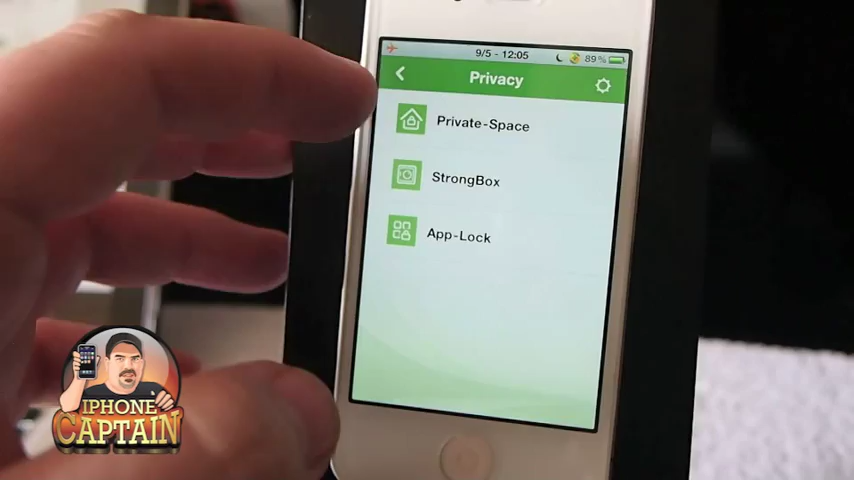 9/5 - 12:05
89%
Privacy
Private-Space
StrongBox
App-Lock
IPHONE
CAPTAIN